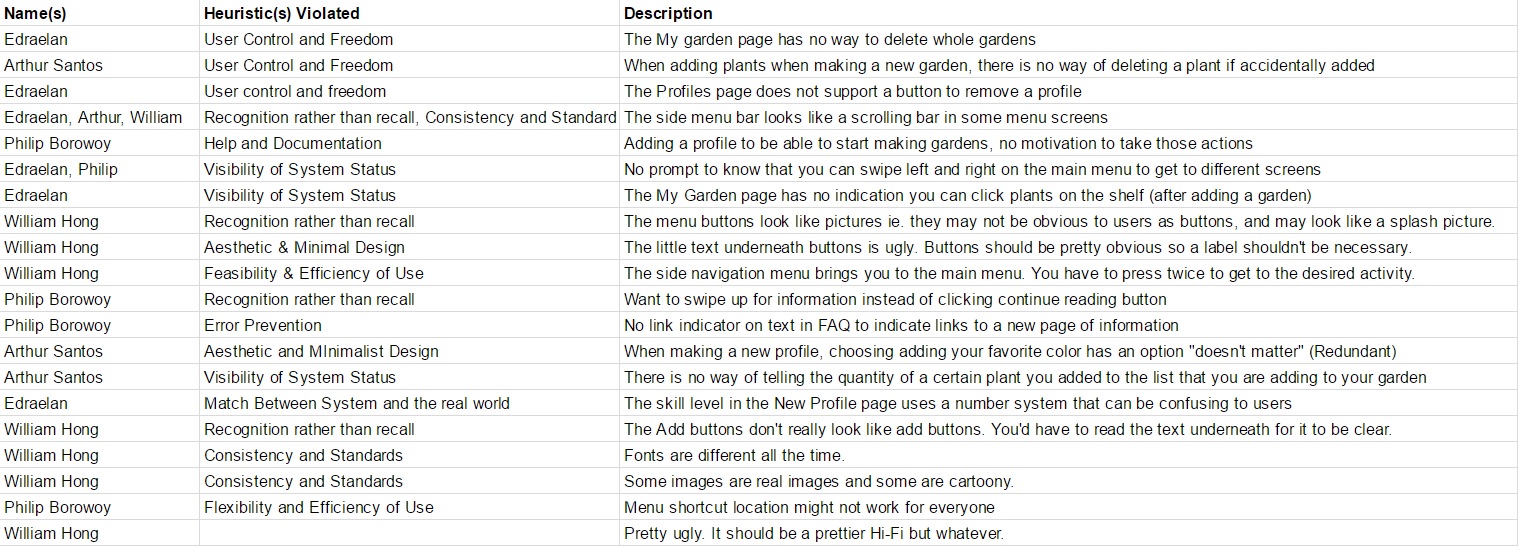 Name(s) Heuristic(s) Violated Description
Edraelan User Control and Freedom The My garden page has no way to delete whole gardens
Arthur Santos User Control and Freedom When adding plants when making a new garden, there is no way of deleting a plant if accidentally added
Edraelan User control and freedom The Profiles page does not support a button to remove a profile
Edraelan, Arthur, William Recognition rather than recall, Consistency and Standard The side menu bar looks like a scrolling bar in some menu screens
Philip Borowoy Help and Documentation Adding a profile to be able to start making gardens, no motivation to take those actions
Edraelan, Philip Visibility of System Status No prompt to know that you can swipe left and right on the main menu to get to different screens
Edraelan Visibility of System Status The My Garden page has no indication you can click plants on the shelf (after adding a garden)
William Hong Recognition rather than recall The menu buttons look like pictures ie. they may not be obvious to users as buttons, and may look like a splash picture.
William Hong Aesthetic & Minimal Design The little text underneath buttons is ugly. Buttons should be pretty obvious so a label shouldn't be necessary.
William Hong Feasibility & Efficiency of Use The side navigation menu brings you to the main menu. You have to press twice to get to the desired activity.
Philip Borowoy Recognition rather than recall Want to swipe up for information instead of clicking continue reading button
Philip Borowoy Error Prevention No link indicator on text in FAQ to indicate links to a new page of information
Arthur Santos Aesthetic and MInimalist Design When making a new profile, choosing adding your favorite color has an option "doesn't matter" (Redundant)
Arthur Santos Visibility of System Status There is no way of telling the quantity of a certain plant you added to the list that you are adding to your garden
Edraelan Match Between System and the real world The skill level in the New Profile page uses a number system that can be confusing to users
William Hong Recognition rather than recall The Add buttons don't really look like add buttons. You'd have to read the text underneath for it to be clear.
William Hong Consistency and Standards Fonts are different all the time.
William Hong Consistency and Standards Some images are real images and some are cartoony.
Philip Borowoy Flexibility and Efficiency of Use Menu shortcut location might not work for everyone
William Hong Pretty ugly. It should be a prettier Hi-Fi but whatever.